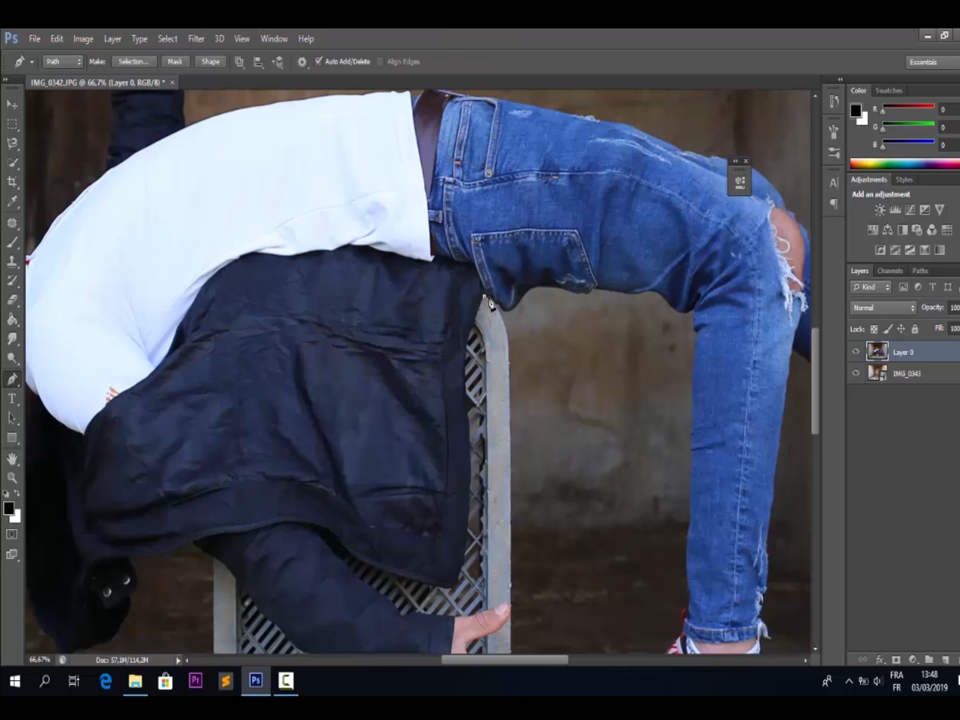 Ps File Edit Image Layer Type Select Filter 3D View Window Help
Path Make: Selection... Mask Shape Auto Add/Delete Align Edges Essentials
IMG_0342.JPG @ 66,7% (Layer 0, RGB/8) * ×
Color Swatches
R 0
G 0
B 0
Adjustments Styles
Add an adjustment
Layers Channels Paths
Kind
Normal Opacity: 100
Lock: Fill: 100
Layer 0
IMG_0343
66,67% Doc: 57,1M/114,2M
FRA 13:48
FR 03/03/2019